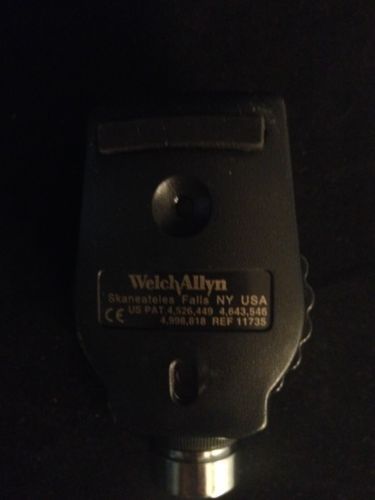 WelchAllyn
Skaneateles Falls NY USA
US PAT.4,526,449 4,643,546
CE 4,998,818 REF 11735